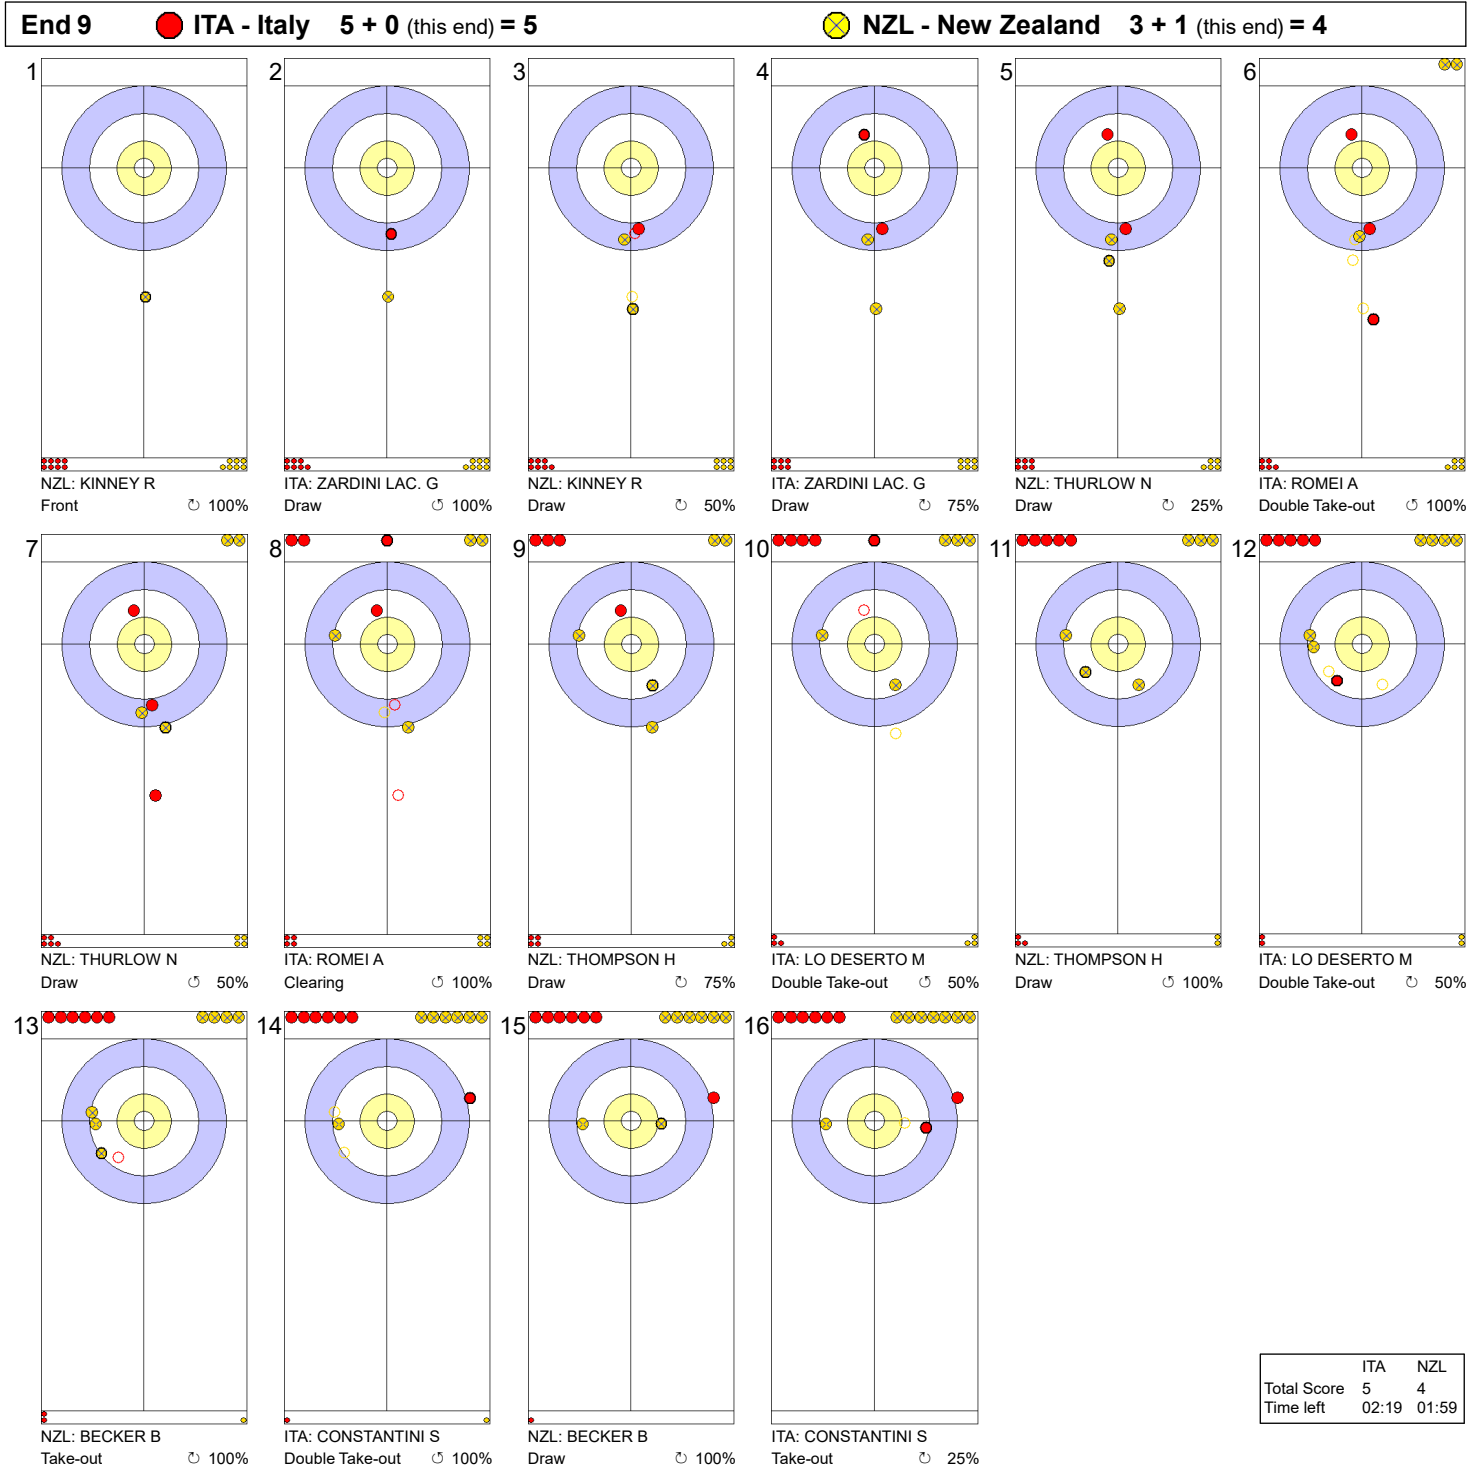 End 9 ITA - Italy 5 + 0 (this end) = 5 NZL - New Zealand 3 + 1 (this end) = 4
1 2 3 4 5 6
NZL: KINNEY R ITA: ZARDINI LAC. G NZL: KINNEY R ITA: ZARDINI LAC. G NZL: THURLOW N ITA: ROMEI A
Front ↻ 100% Draw ↻ 100% Draw ↻ 50% Draw ↻ 75% Draw ↻ 25% Double Take-out ↺ 100%
7 8 9 10 11 12
NZL: THURLOW N ITA: ROMEI A NZL: THOMPSON H ITA: LO DESERTO M NZL: THOMPSON H ITA: LO DESERTO M
Draw ↺ 50% Clearing ↺ 100% Draw ↻ 75% Double Take-out ↺ 50% Draw ↺ 100% Double Take-out ↺ 50%
13 14 15 16
NZL: BECKER B ITA: CONSTANTINI S NZL: BECKER B ITA: CONSTANTINI S
Take-out ↻ 100% Double Take-out ↻ 100% Draw ↻ 100% Take-out ↻ 25%
ITA NZL
Total Score 5 4
Time left 02:19 01:59